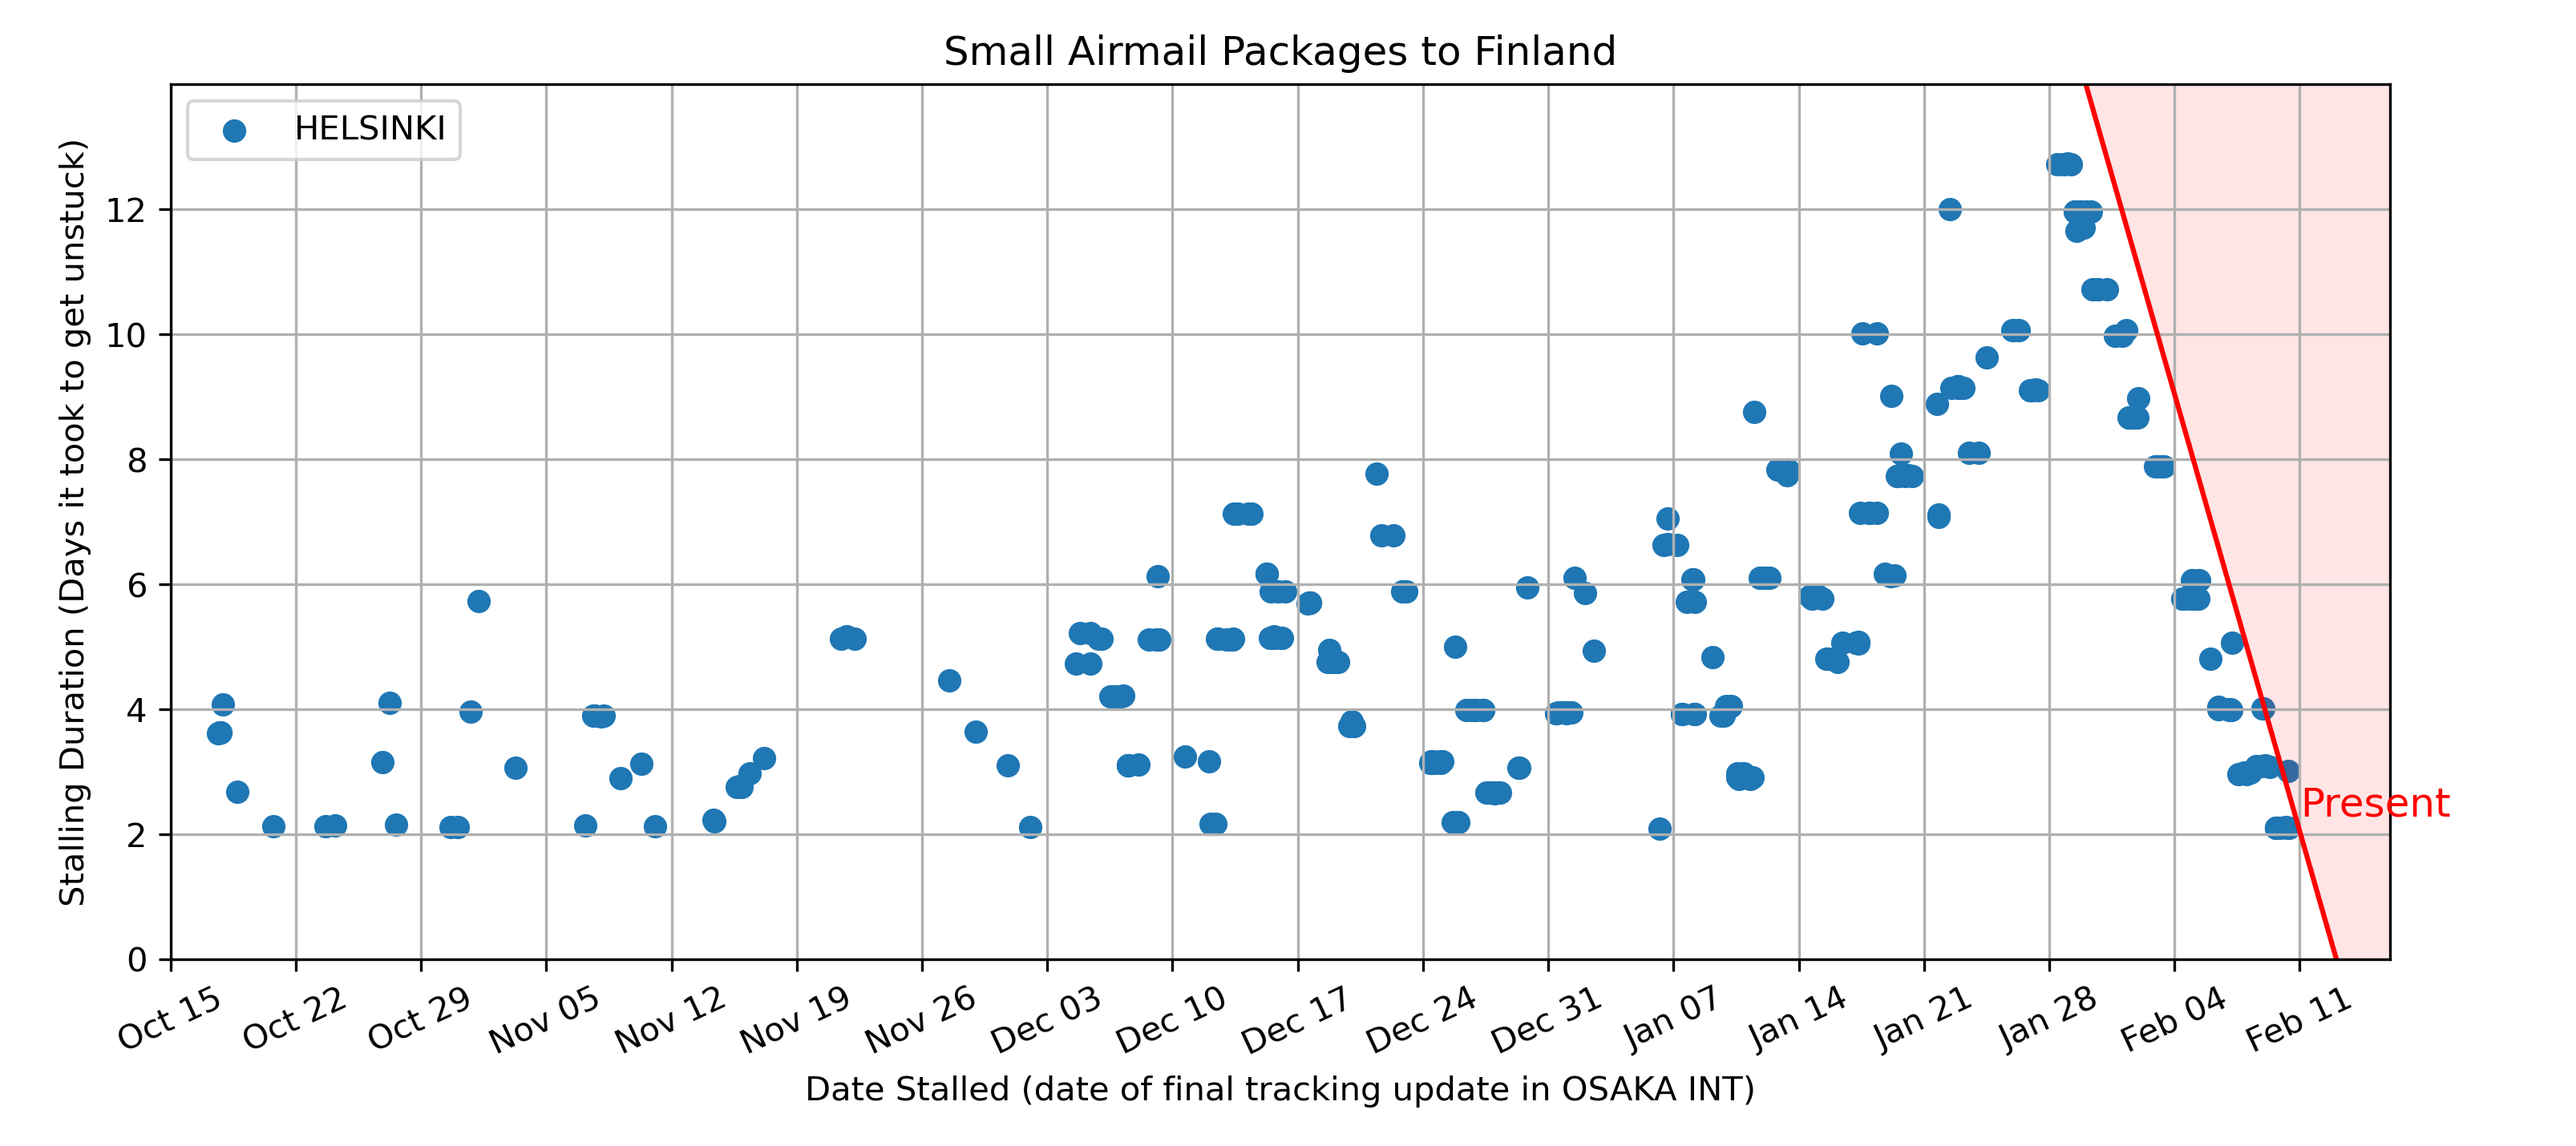 Small Airmail Packages to Finland
HELSINKI
Stalling Duration (Days it took to get unstuck)
12
10
8
6
4
2
0
Present
Oct 15
Oct 22
Oct 29
Nov 05
Nov 12
Nov 19
Nov 26
Dec 03
Dec 10
Dec 17
Dec 24
Dec 31
Jan 07
Jan 14
Jan 21
Jan 28
Feb 04
Feb 11
Date Stalled (date of final tracking update in OSAKA INT)